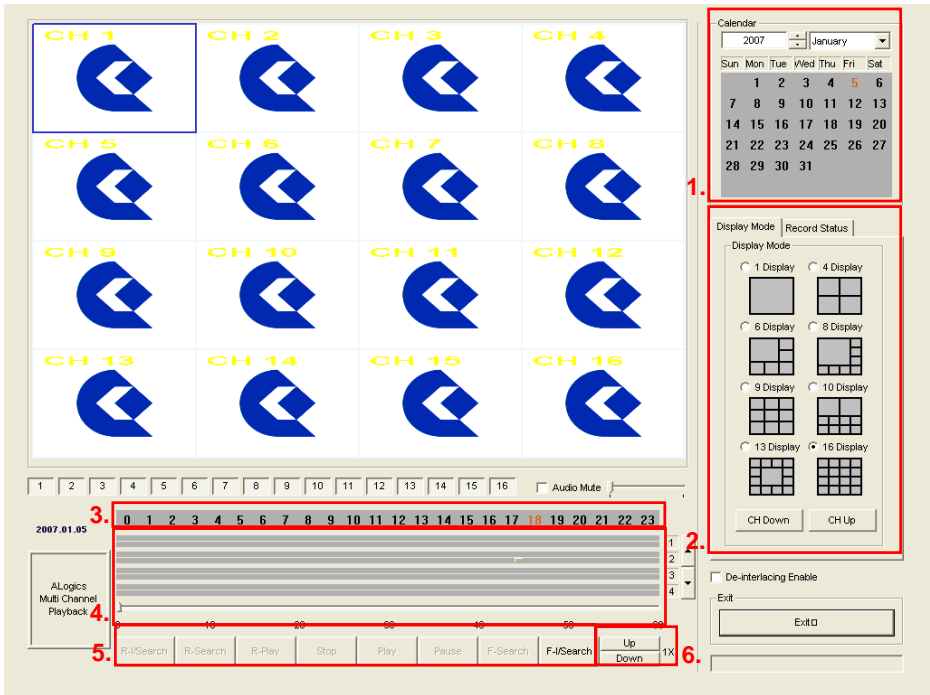 CH 1 CH 2 CH 3 CH 4
CH 5 CH 6 CH 7 CH 8
CH 9 CH 10 CH 11 CH 12
CH 13 CH 14 CH 15 CH 16
1 2 3 4 5 6 7 8 9 10 11 12 13 14 15 16 Audio Mute
2007.01.05
3.
0 1 2 3 4 5 6 7 8 9 10 11 12 13 14 15 16 17 18 19 20 21 22 23
1
2
3
4
4.
ALogics
Multi Channel
Playback
0 10 20 30 40 50 60
5.
R-I/Search R-Search R-Play Stop Play Pause F-Search F-I/Search
Up
Down
1X
6.
Calendar
2007 January
Sun Mon Tue Wed Thu Fri Sat
1 2 3 4 5 6
7 8 9 10 11 12 13
14 15 16 17 18 19 20
21 22 23 24 25 26 27
28 29 30 31
1.
Display Mode Record Status
Display Mode
1 Display 4 Display
6 Display 8 Display
9 Display 10 Display
13 Display 16 Display
CH Down CH Up
2.
De-interlacing Enable
Exit
Exit□